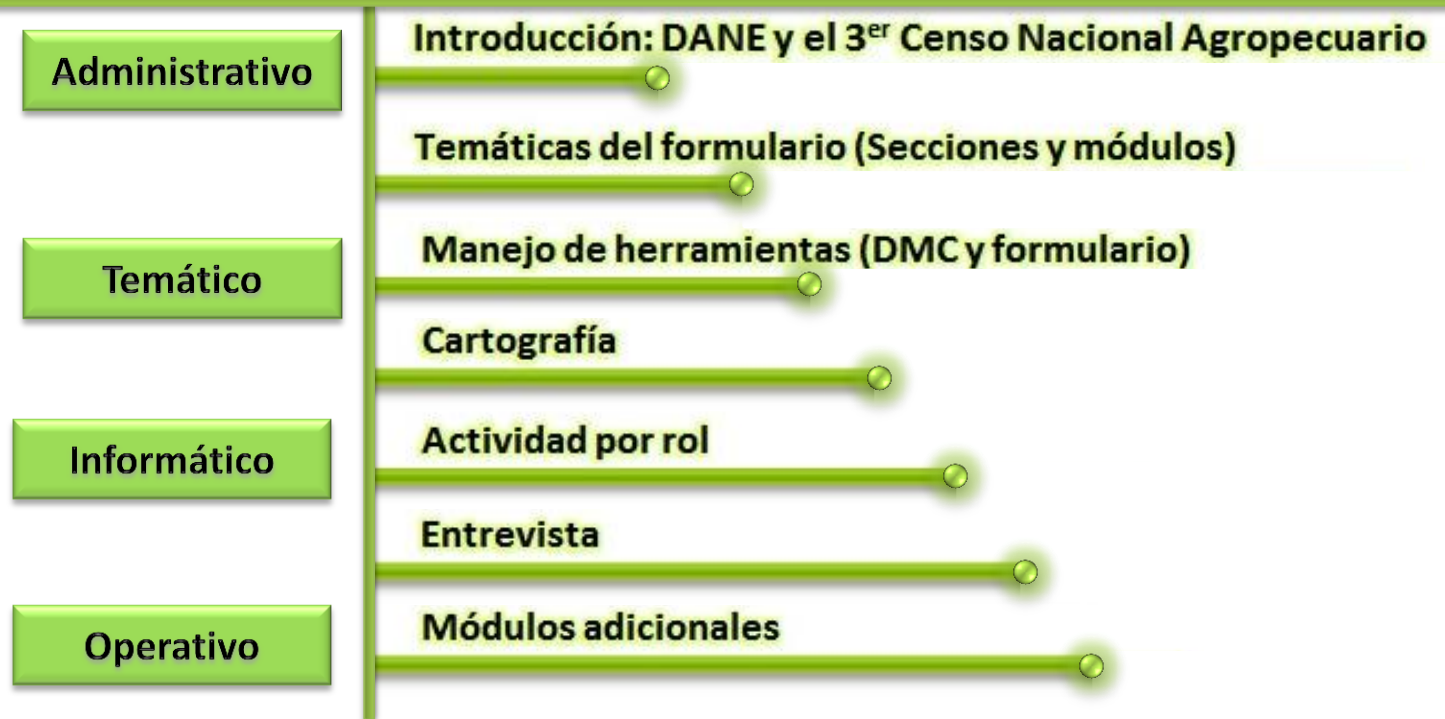 Administrativo
Temático
Informático
Operativo
Introducción: DANE y el 3er Censo Nacional Agropecuario
Temáticas del formulario (Secciones y módulos)
Manejo de herramientas (DMC y formulario)
Cartografía
Actividad por rol
Entrevista
Módulos adicionales